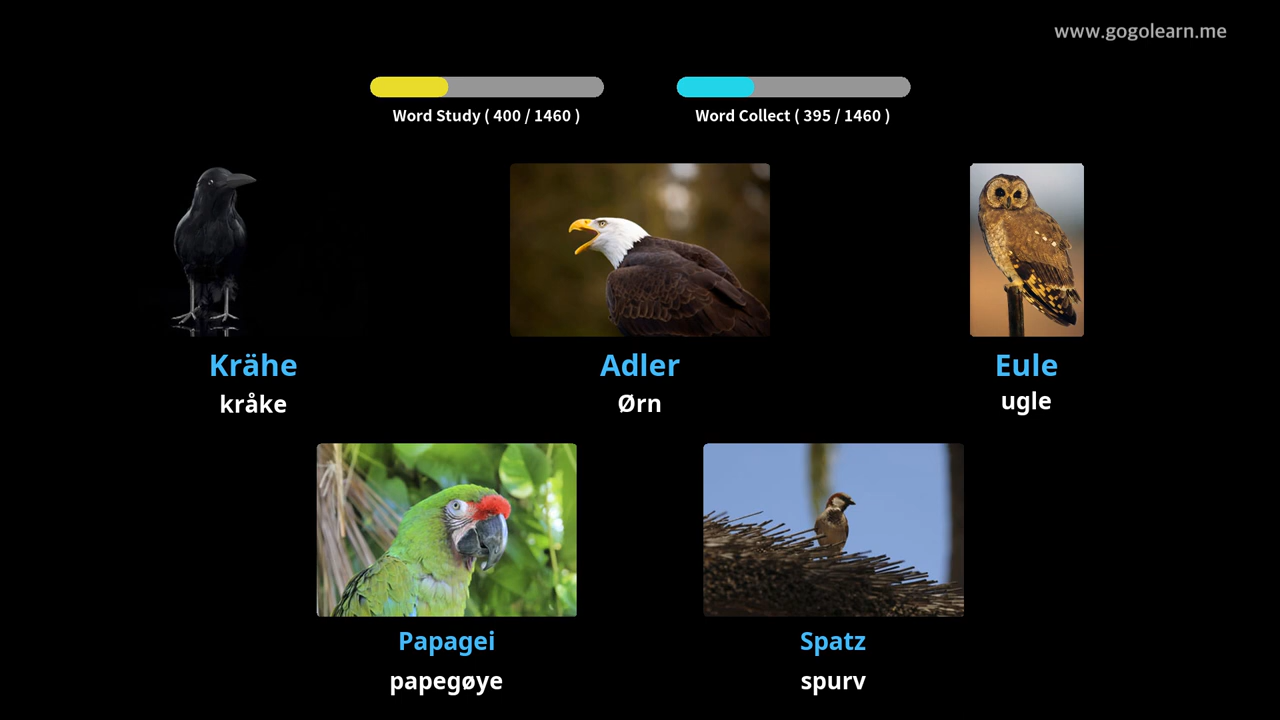 www.gogolearn.me
Word Study ( 400 / 1460 )
Word Collect ( 395 / 1460 )
Krähe
kråke
Adler
Ørn
Eule
ugle
Papagei
papegøye
Spatz
spurv